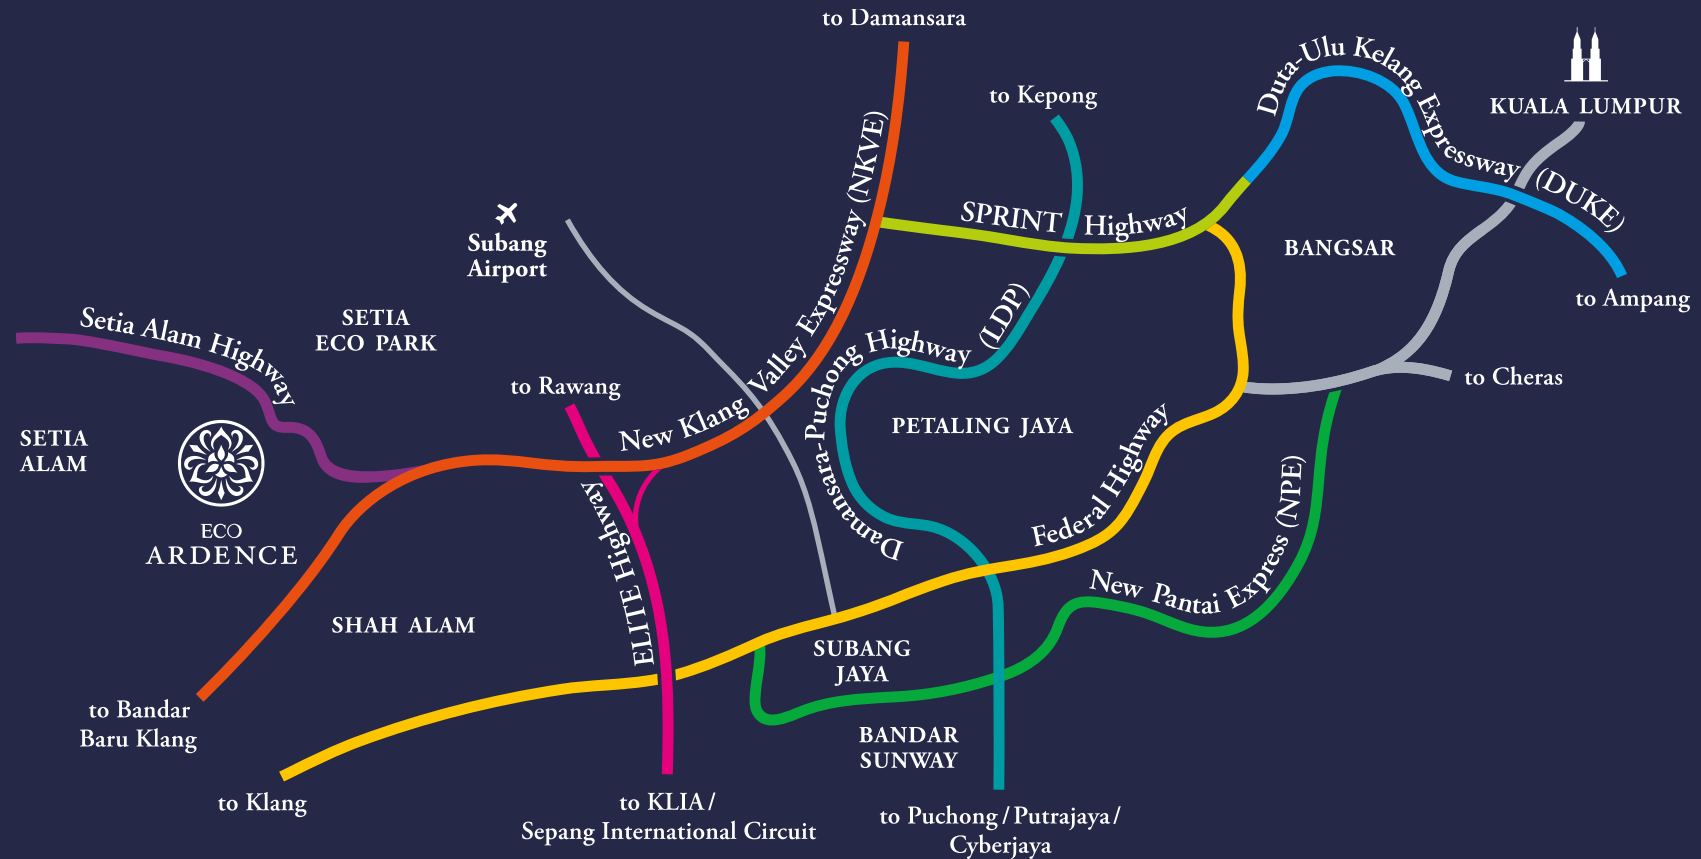 to Damansara
Duta-Ulu Kelang Expressway (DUKE)
to Kepong
KUALA LUMPUR
New Klang Valley Expressway (NKVE)
SPRINT Highway
Subang
Airport
BANGSAR
to Ampang
Setia Alam Highway
SETIA
ECO PARK
Damansara-Puchong Highway (LDP)
to Rawang
to Cheras
PETALING JAYA
SETIA
ALAM
Federal Highway
New Pantai Express (NPE)
ELITE Highway
ECO
ARDENCE
SHAH ALAM
SUBANG
JAYA
to Bandar
Baru Klang
BANDAR
SUNWAY
to Klang
to KLIA/
Sepang International Circuit
to Puchong/Putrajaya/
Cyberjaya